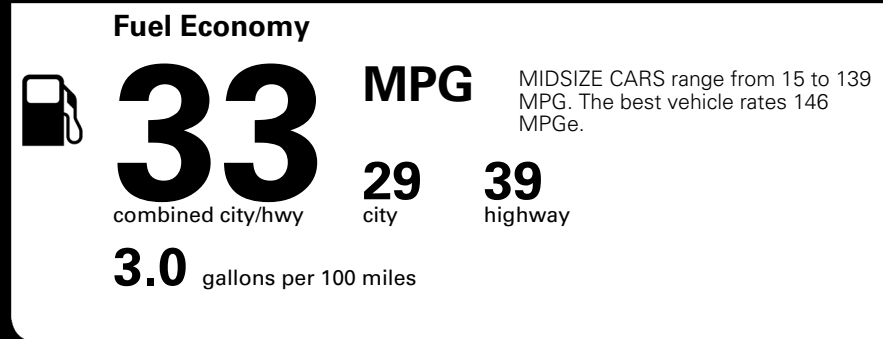 Fuel Economy
33 MPG
MIDSIZE CARS range from 15 to 139
MPG. The best vehicle rates 146
MPGe.
combined city/hwy
29
city
39
highway
3.0 gallons per 100 miles